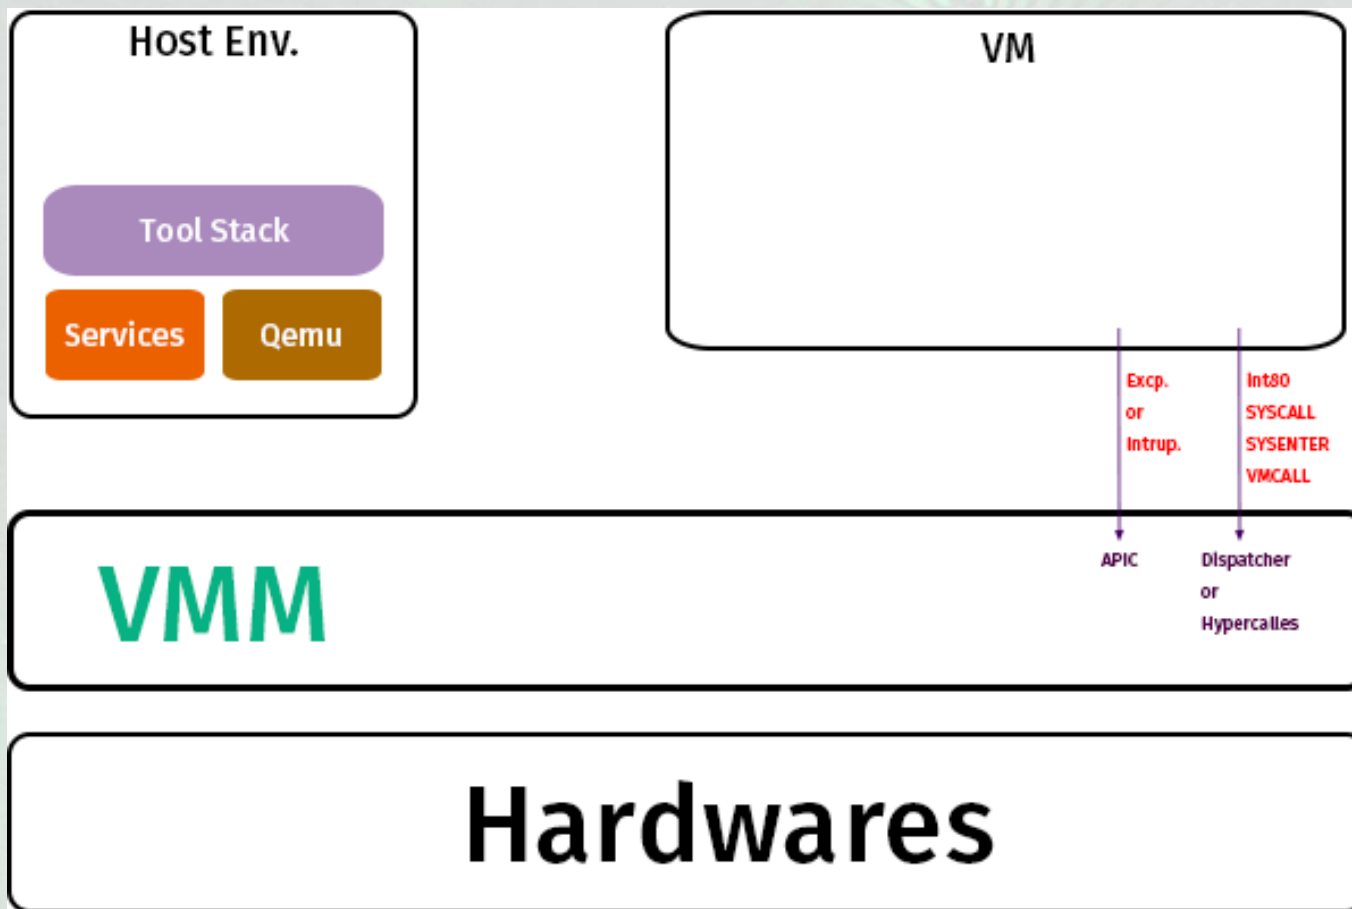 Host Env.
Tool Stack
Services
Qemu
VM
Excp.
or
Intrup.
Int80
SYSCALL
SYSENTER
VMCALL
VMM
APIC
Dispatcher
or
Hypercalles
Hardwares